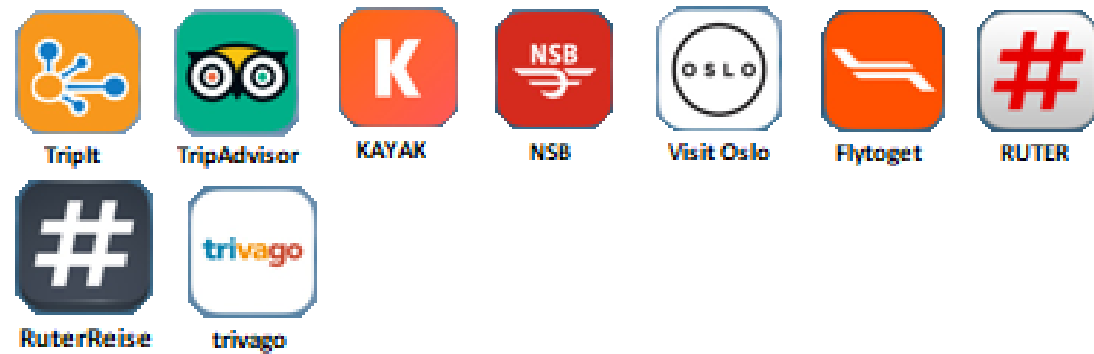 K
NSB
OSLO
#
TripIt
TripAdvisor
KAYAK
NSB
Visit Oslo
Flytoget
RUTER
#
trivago
RuterReise
trivago